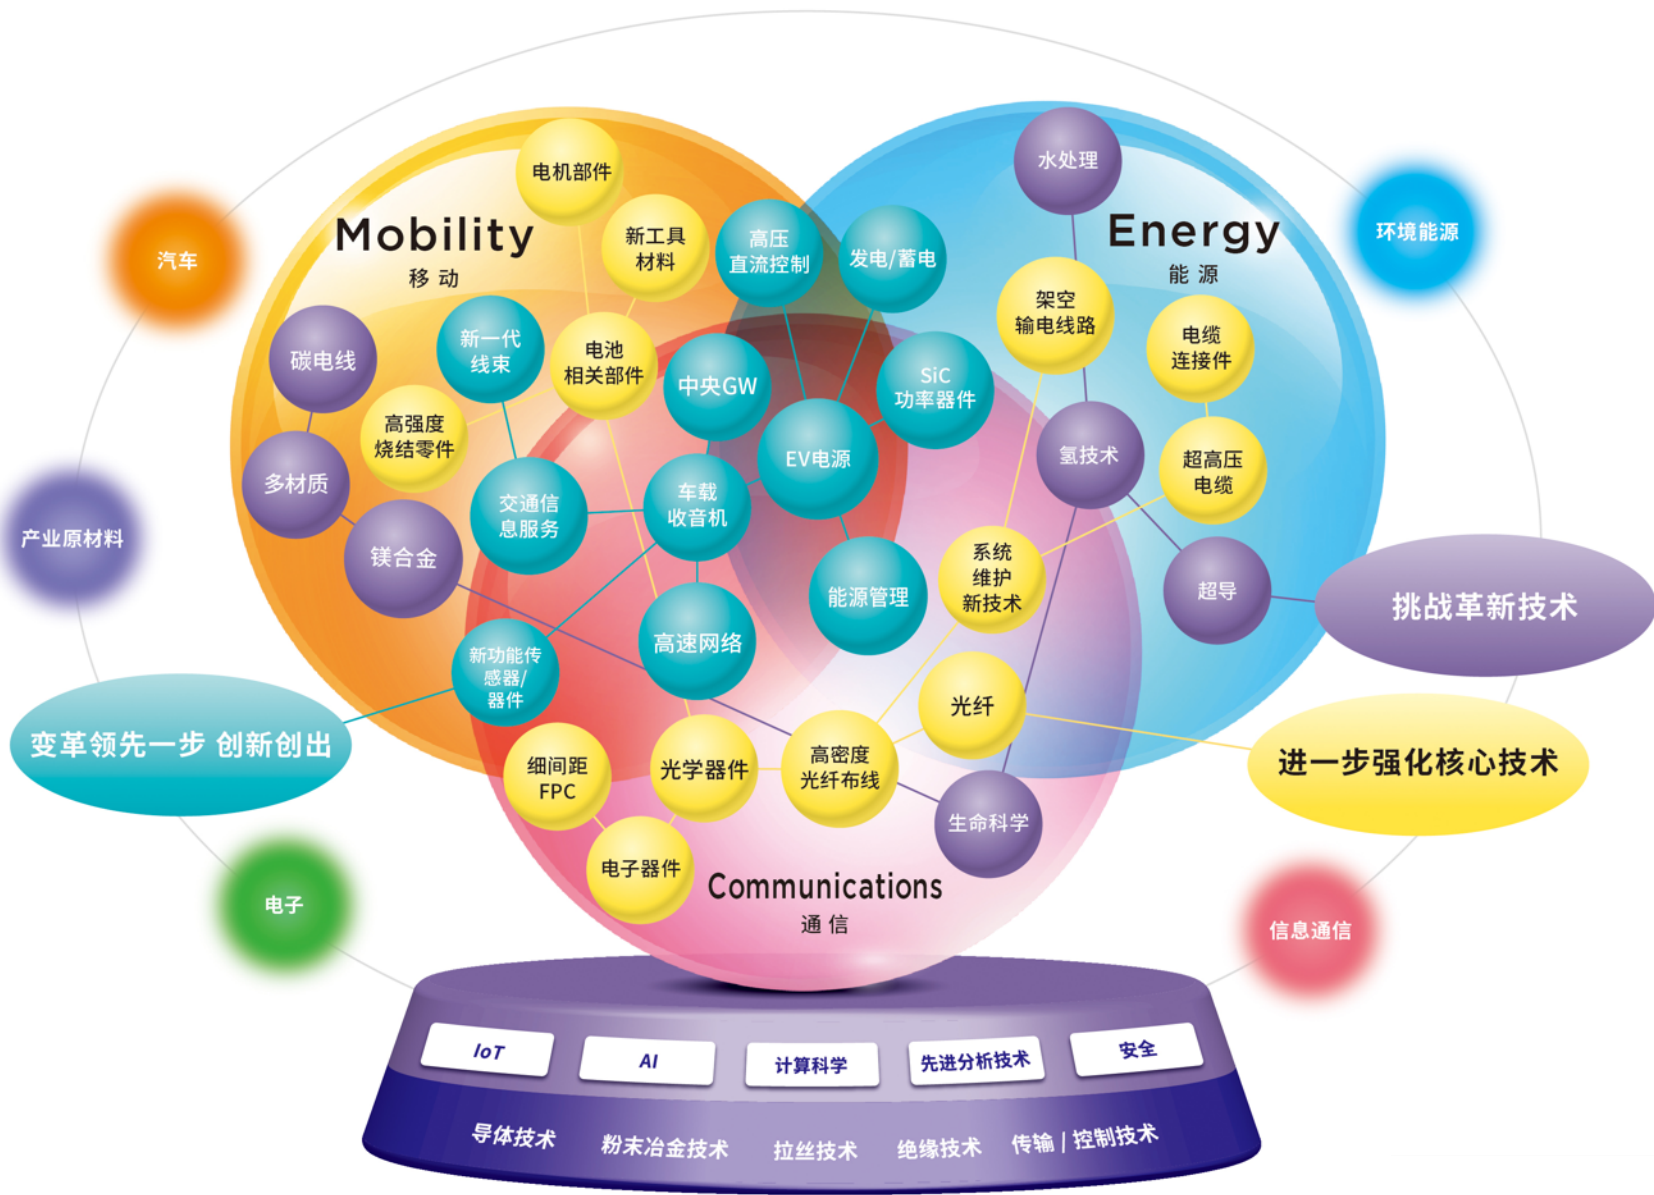 电机部件
水处理
Mobility
移动
新工具
材料
高压
直流控制
发电/蓄电
Energy
能源
汽车
环境能源
碳电线
新一代
线束
电池
相关部件
中央GW
SiC
功率器件
架空
输电线路
电缆
连接件
高强度
烧结零件
多材质
交通信
息服务
车载
收音机
EV电源
氢技术
超高压
电缆
产业原材料
镁合金
能源管理
系统
维护
新技术
超导
挑战革新技术
新功能传
感器/
器件
高速网络
光纤
变革领先一步 创新创出
细间距
FPC
光学器件
高密度
光纤布线
进一步强化核心技术
生命科学
电子器件
Communications
通信
电子
信息通信
IoT
AI
计算科学
先进分析技术
安全
导体技术
粉末冶金技术
拉丝技术
绝缘技术
传输 / 控制技术